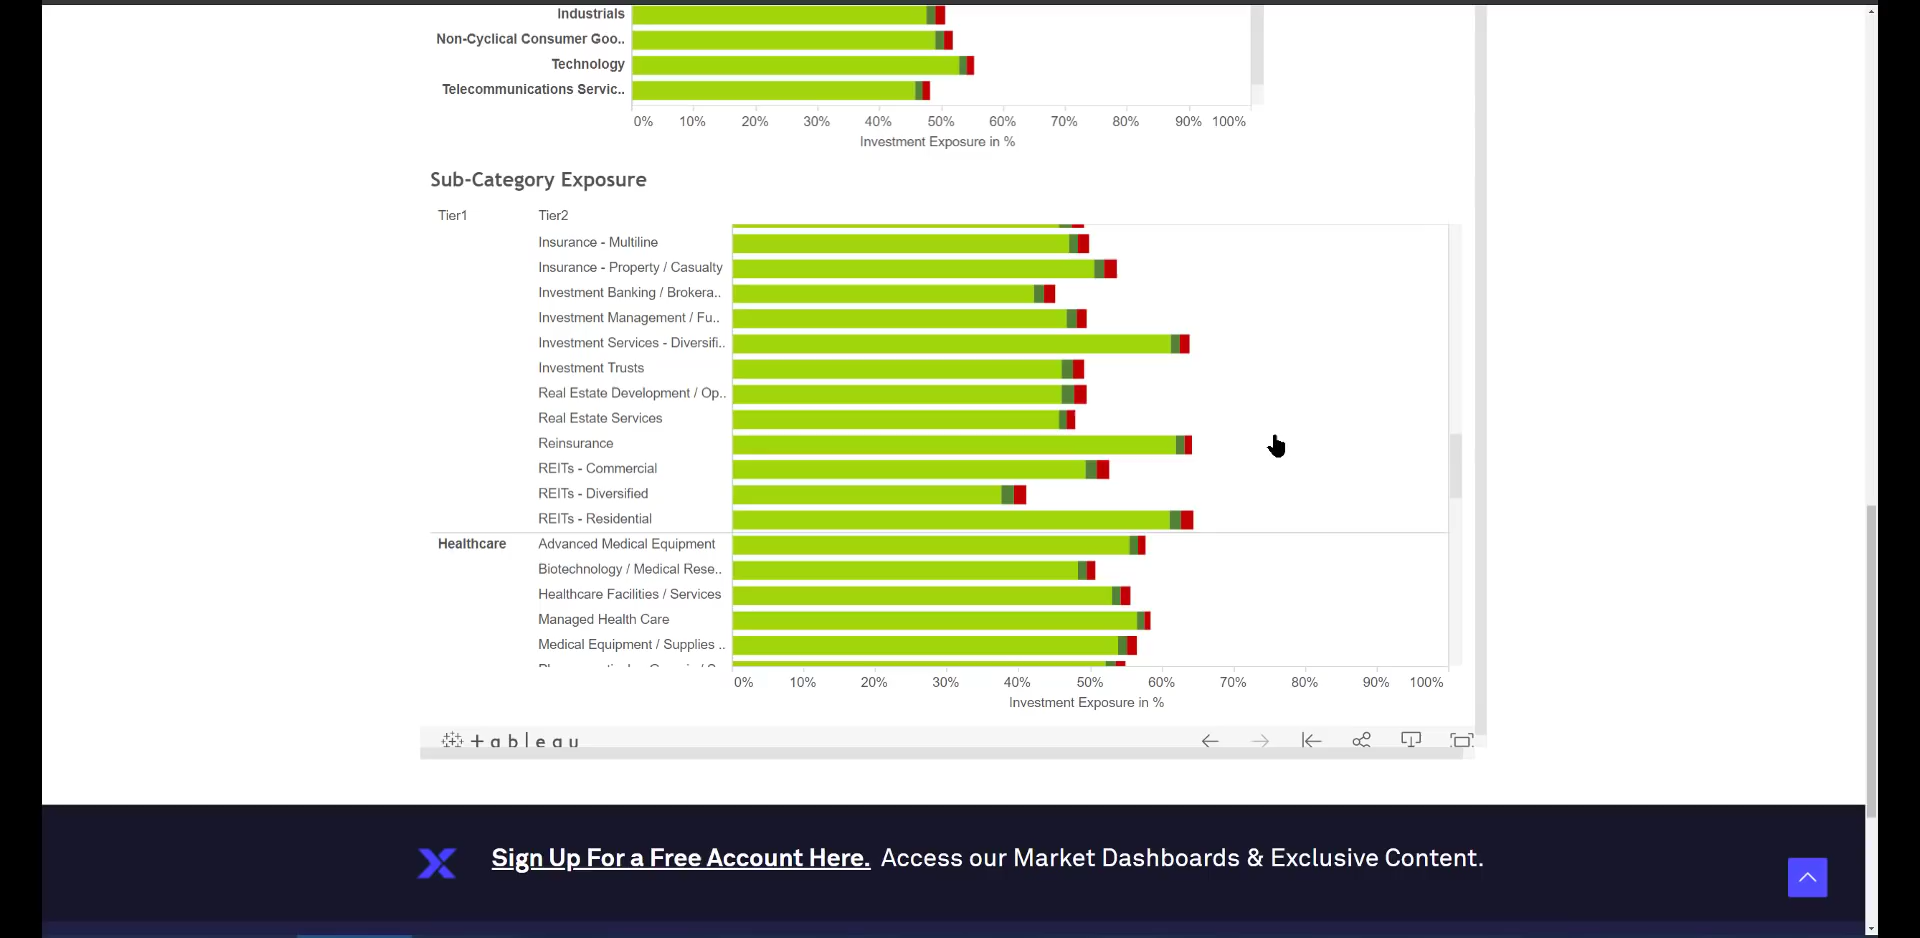 Industrials
Non-Cyclical Consumer Goo..
Technology
Telecommunications Servic..
0% 10% 20% 30% 40% 50% 60% 70% 80% 90% 100%
Investment Exposure in %
Sub-Category Exposure
Tier1 Tier2
Insurance - Multiline
Insurance - Property / Casualty
Investment Banking / Brokera..
Investment Management / Fu..
Investment Services - Diversifi..
Investment Trusts
Real Estate Development / Op..
Real Estate Services
Reinsurance
REITs - Commercial
REITs - Diversified
REITs - Residential
Healthcare Advanced Medical Equipment
Biotechnology / Medical Rese..
Healthcare Facilities / Services
Managed Health Care
Medical Equipment / Supplies ..
0% 10% 20% 30% 40% 50% 60% 70% 80% 90% 100%
Investment Exposure in %
+ableau
Sign Up For a Free Account Here. Access our Market Dashboards & Exclusive Content.